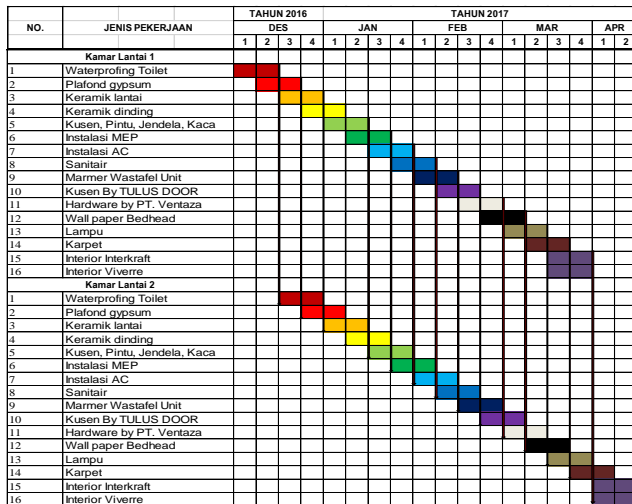 TAHUN 2016 TAHUN 2017
NO. JENIS PEKERJAAN DES JAN FEB MAR APR
1 2 3 4 1 2 3 4 1 2 3 4 1 2 3 4 1 2
Kamar Lantai 1
1 Waterprofing Toilet
2 Plafond gypsum
3 Keramik lantai
4 Keramik dinding
5 Kusen, Pintu, Jendela, Kaca
6 Instalasi MEP
7 Instalasi AC
8 Sanitair
9 Marmer Wastafel Unit
10 Kusen By TULUS DOOR
11 Hardware by PT. Ventaza
12 Wall paper Bedhead
13 Lampu
14 Karpet
15 Interior Interkraft
16 Interior Viverre
Kamar Lantai 2
1 Waterprofing Toilet
2 Plafond gypsum
3 Keramik lantai
4 Keramik dinding
5 Kusen, Pintu, Jendela, Kaca
6 Instalasi MEP
7 Instalasi AC
8 Sanitair
9 Marmer Wastafel Unit
10 Kusen By TULUS DOOR
11 Hardware by PT. Ventaza
12 Wall paper Bedhead
13 Lampu
14 Karpet
15 Interior Interkraft
16 Interior Viverre